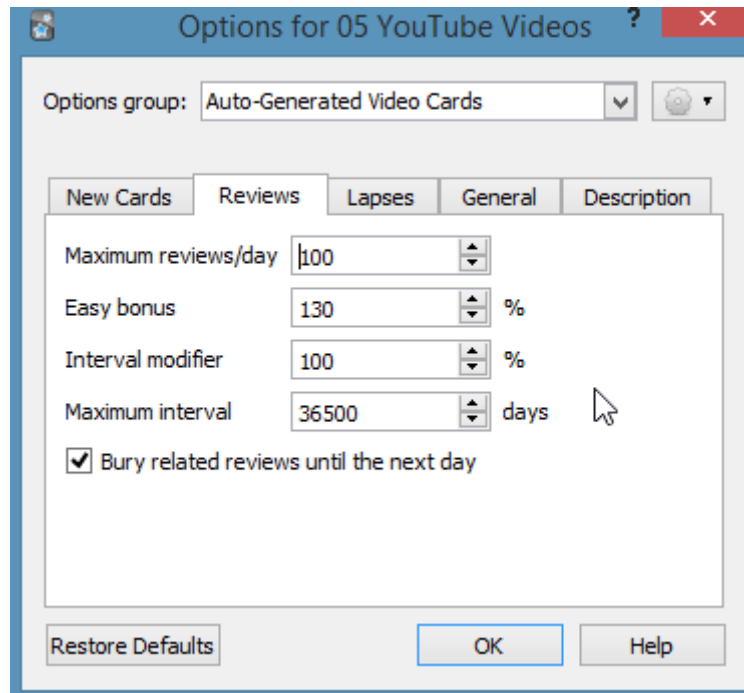 Options for 05 YouTube Videos ?
Options group: Auto-Generated Video Cards
New Cards Reviews Lapses General Description
Maximum reviews/day 100
Easy bonus 130 %
Interval modifier 100 %
Maximum interval 36500 days
Bury related reviews until the next day
Restore Defaults OK Help